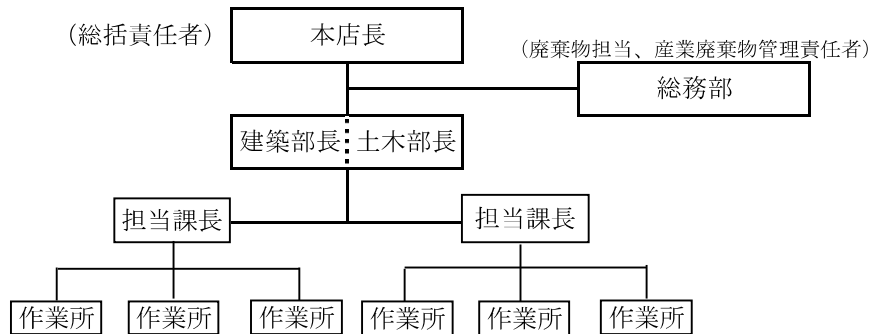 （総括責任者）
本店長
（廃棄物担当、産業廃棄物管理責任者）
総務部
建築部長
土木部長
担当課長
担当課長
作業所
作業所
作業所
作業所
作業所
作業所